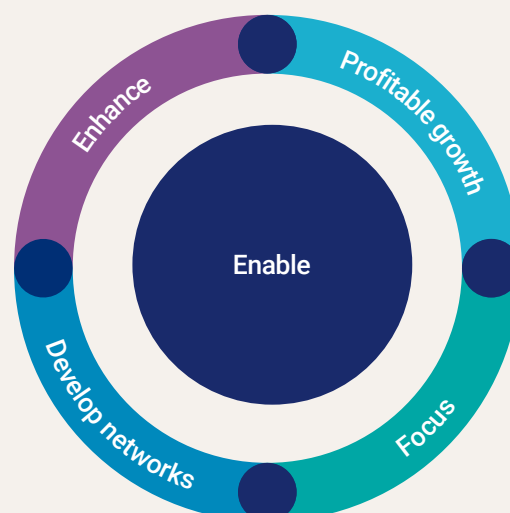 Enhance
Profitable growth
Enable
Develop networks
Focus